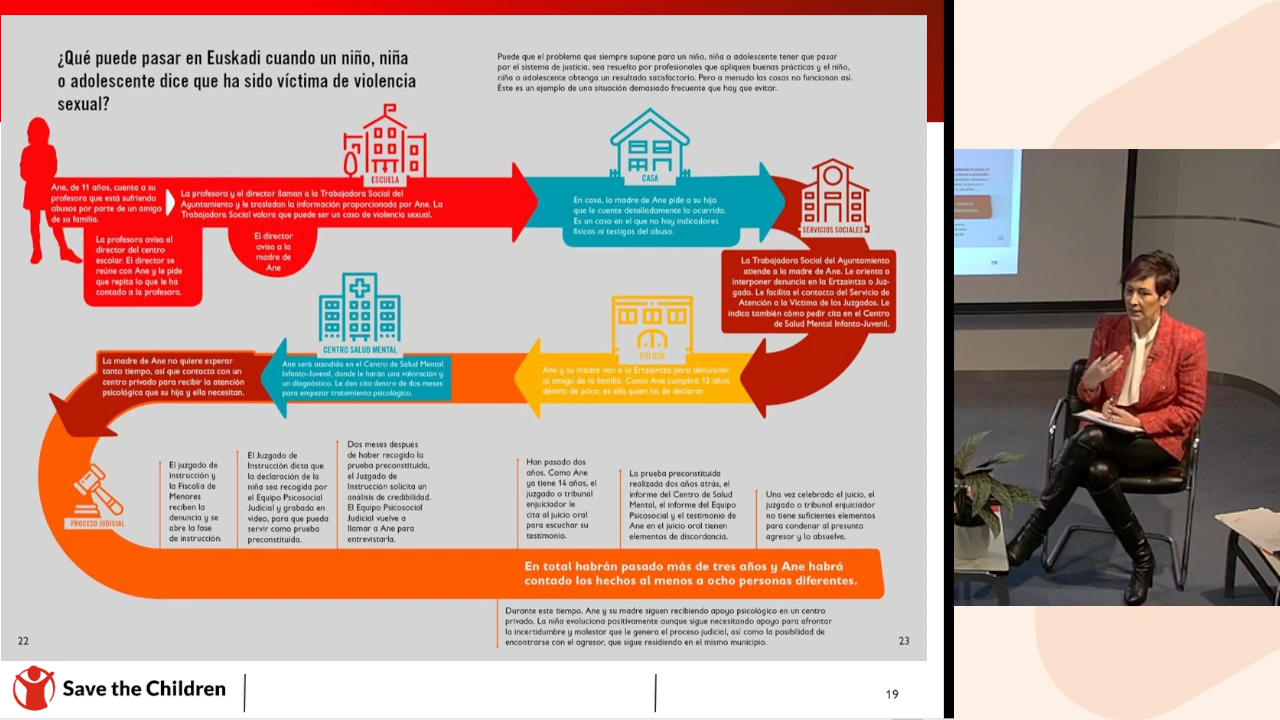 ¿Qué puede pasar en Euskadi cuando un niño, niña
o adolescente dice que ha sido víctima de violencia
sexual?
Puede que el problema que siempre supone para un niño, niña o adolescente tener que pasar
por el sistema de justicia, sea resuelto por profesionales que apliquen buenas prácticas y el niño,
niña o adolescente obtenga un resultado satisfactorio. Pero a menudo las cosas no funcionan así.
Éste es un ejemplo de una situación demasiado frecuente que hay que evitar.
ESCUELA
CASA
SERVICIOS SOCIALES
Ane, de 11 años, cuenta a su
profesora que está sufriendo
abusos por parte de un amigo
de su familia.
La profesora y el director llaman a la Trabajadora Social del
Ayuntamiento y le trasladan la información proporcionada por Ane. La
Trabajadora Social valora que puede ser un caso de violencia sexual.
La profesora avisa al
director del centro
escolar. El director se
reúne con Ane y le pide
que repita lo que le ha
contado a la profesora.
El director
avisa a la
madre de
Ane
En casa, la madre de Ane pide a su hija
que le cuente detalladamente lo ocurrido.
Es un caso en el que no hay indicadores
físicos ni testigos del abuso.
La Trabajadora Social del Ayuntamiento
atiende a la madre de Ane. Le orienta a
interponer denuncia en la Ertzaintza o Juz-
gado. Le facilita el contacto del Servicio de
Atención a la Víctima de los Juzgados. Le
indica también cómo pedir cita en el Centro
de Salud Mental Infanto-Juvenil.
POLICÍA
Ane y su madre van a la Ertzaintza para denunciar
al amigo de la familia. Como Ane cumplirá 12 años
dentro de poco, es ella quien ha de declarar.
CENTRO SALUD MENTAL
Ane será atendida en el Centro de Salud Mental
Infanto-Juvenil, donde le harán una valoración y
un diagnóstico. Le dan cita dentro de dos meses
para empezar tratamiento psicológico.
La madre de Ane no quiere esperar
tanto tiempo, así que contacta con un
centro privado para recibir la atención
psicológica que su hija y ella necesitan.
PROCESO JUDICIAL
El juzgado de
instrucción y
la Fiscalía de
Menores
reciben la
denuncia y se
abre la fase
de instrucción.
El Juzgado de
Instrucción dicta que
la declaración de la
niña sea recogida por
el Equipo Psicosocial
Judicial y grabada en
vídeo, para que pueda
servir como prueba
preconstituida.
Dos meses después
de haber recogido la
prueba preconstituida,
el Juzgado de
Instrucción solicita un
análisis de credibilidad.
El Equipo Psicosocial
Judicial vuelve a
llamar a Ane para
entrevistarla.
Han pasado dos
años. Como Ane
ya tiene 14 años, el
juzgado o tribunal
enjuiciador le
cita al juicio oral
para escuchar su
testimonio.
La prueba preconstituida
realizada dos años atrás, el
informe del Centro de Salud
Mental, el informe del Equipo
Psicosocial y el testimonio de
Ane en el juicio oral tienen
elementos de discordancia.
Una vez celebrado el juicio, el
juzgado o tribunal enjuiciador
no tiene suficientes elementos
para condenar al presunto
agresor y lo absuelve.
En total habrán pasado más de tres años y Ane habrá
contado los hechos al menos a ocho personas diferentes.
Durante este tiempo, Ane y su madre siguen recibiendo apoyo psicológico en un centro
privado. La niña evoluciona positivamente aunque sigue necesitando apoyo para afrontar
la incertidumbre y malestar que le genera el proceso judicial, así como la posibilidad de
encontrarse con el agresor, que sigue residiendo en el mismo municipio.
22
23
Save the Children
19